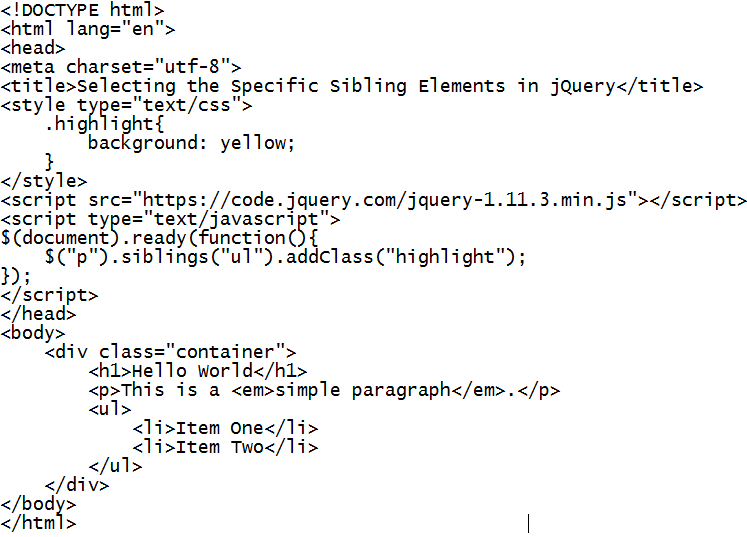 <!DOCTYPE html>
<html lang="en">
<head>
<meta charset="utf-8">
<title>Selecting the Specific Sibling Elements in jQuery</title>
<style type="text/css">
    .highlight{
        background: yellow;
    }
</style>
<script src="https://code.jquery.com/jquery-1.11.3.min.js"></script>
<script type="text/javascript">
$(document).ready(function(){
    $("p").siblings("ul").addclass("highlight");
});
</script>
</head>
<body>
    <div class="container">
        <h1>Hello World</h1>
        <p>This is a <em>simple paragraph</em>.</p>
        <ul>
            <li>Item One</li>
            <li>Item Two</li>
        </ul>
    </div>
</body>
</html>